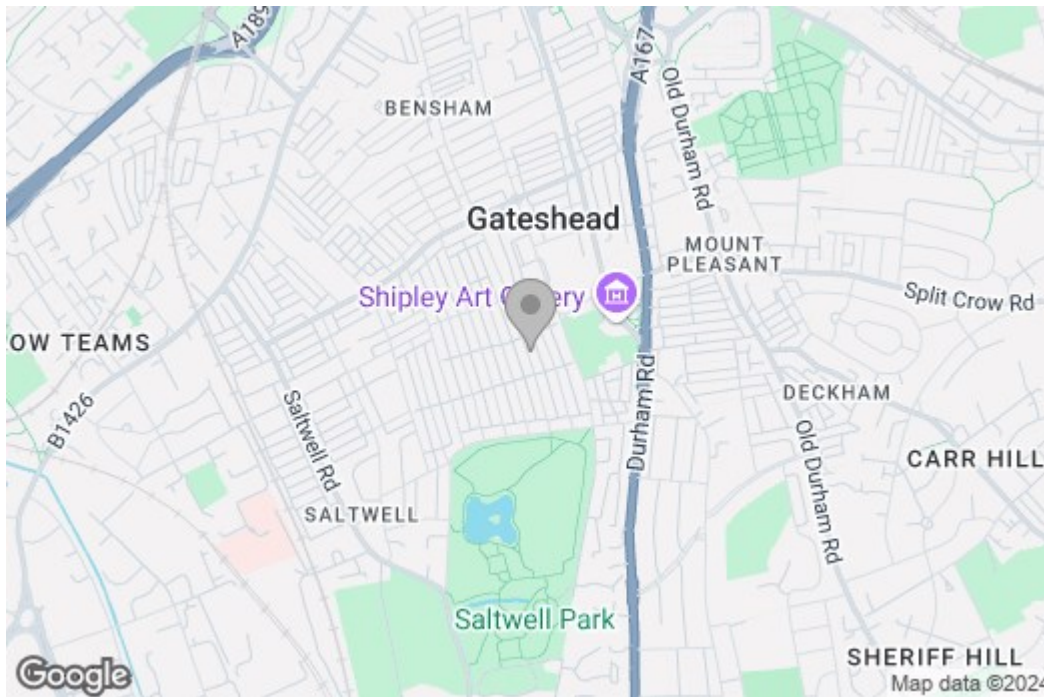 A189
A167
Old Durham Rd
BENSHAM
Gateshead
MOUNT
PLEASANT
Shipley Art
ery
Split Crow Rd
OW TEAMS
B1426
Saltwell Rd
Durham Rd
DECKHAM
Old Durham Rd
CARR HILL
SALTWELL
Saltwell Park
SHERIFF HILL
Google
Map data ©2024